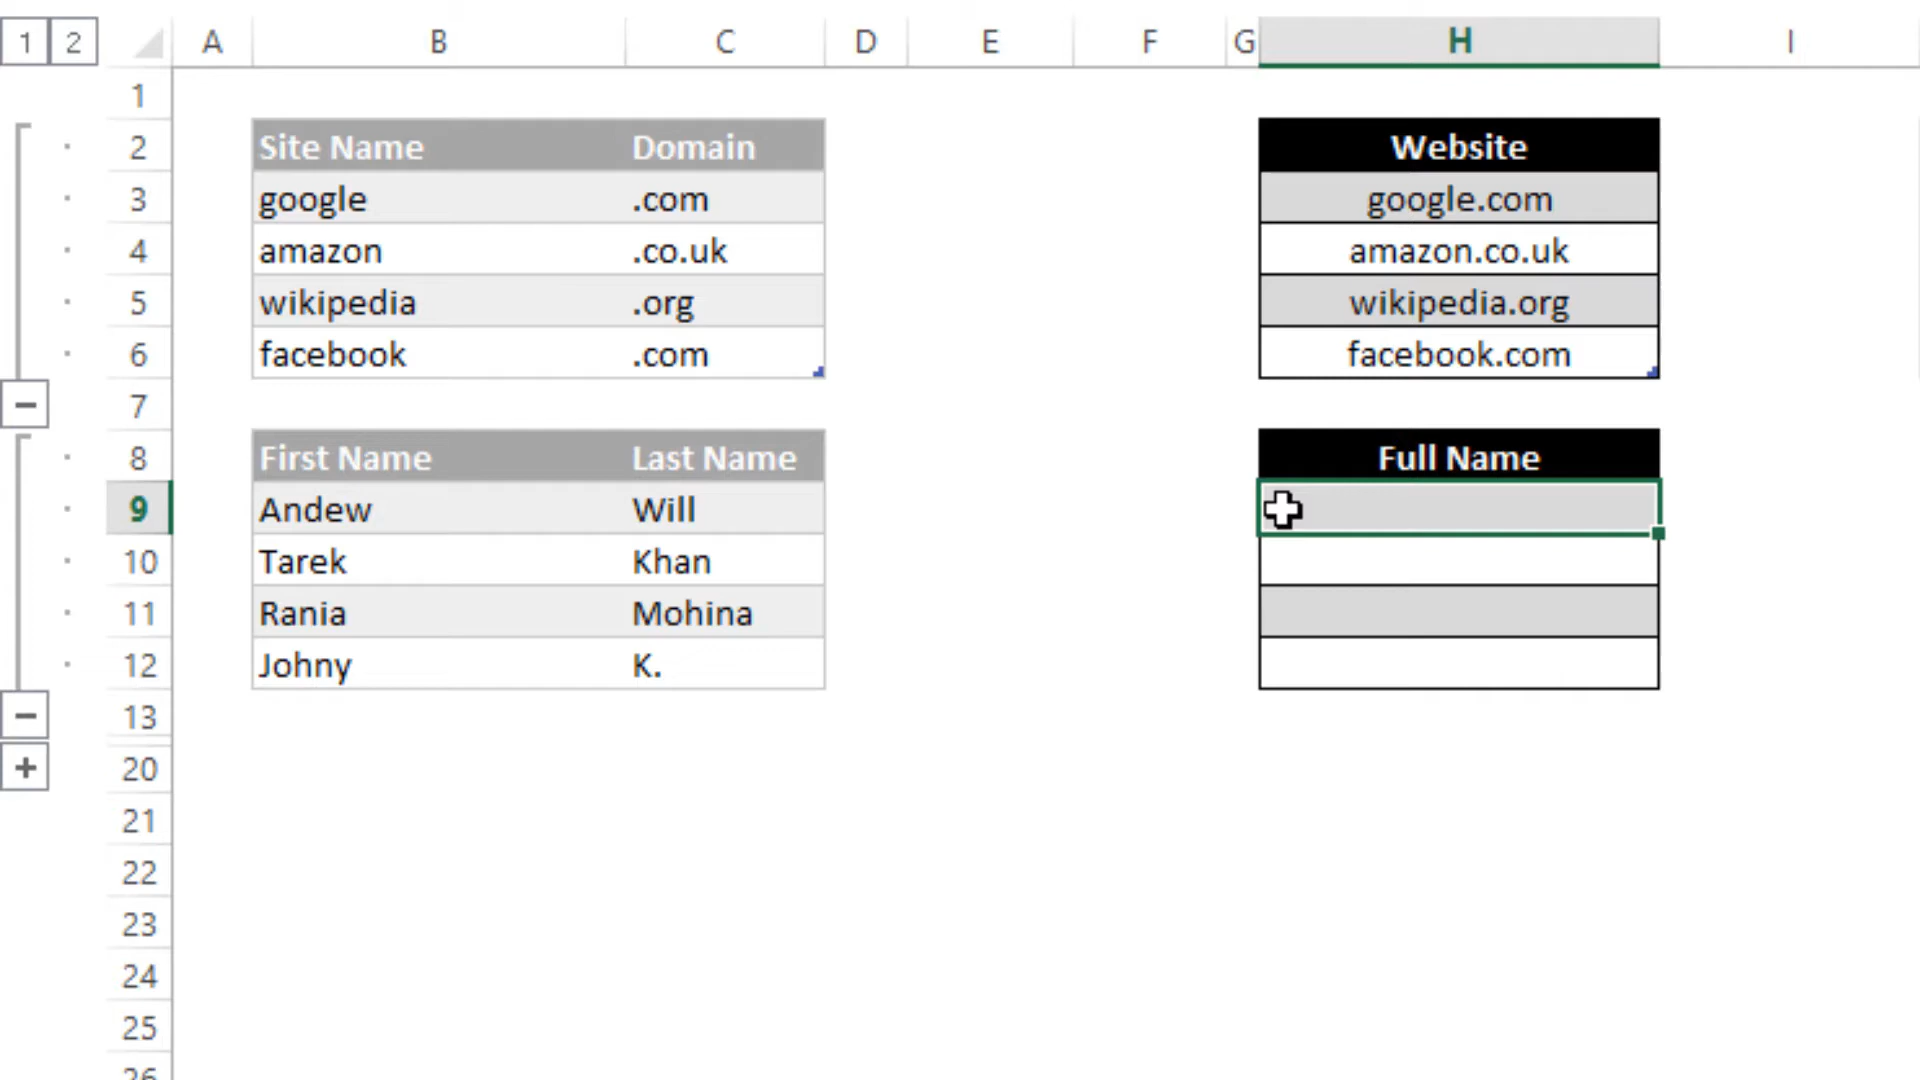 1 2 A B C D E F G H I
1
2 Site Name Domain Website
3 google .com google.com
4 amazon .co.uk amazon.co.uk
5 wikipedia .org wikipedia.org
6 facebook .com facebook.com
7
8 First Name Last Name Full Name
9 Andew Will
10 Tarek Khan
11 Rania Mohina
12 Johny K.
13
20
21
22
23
24
25
26